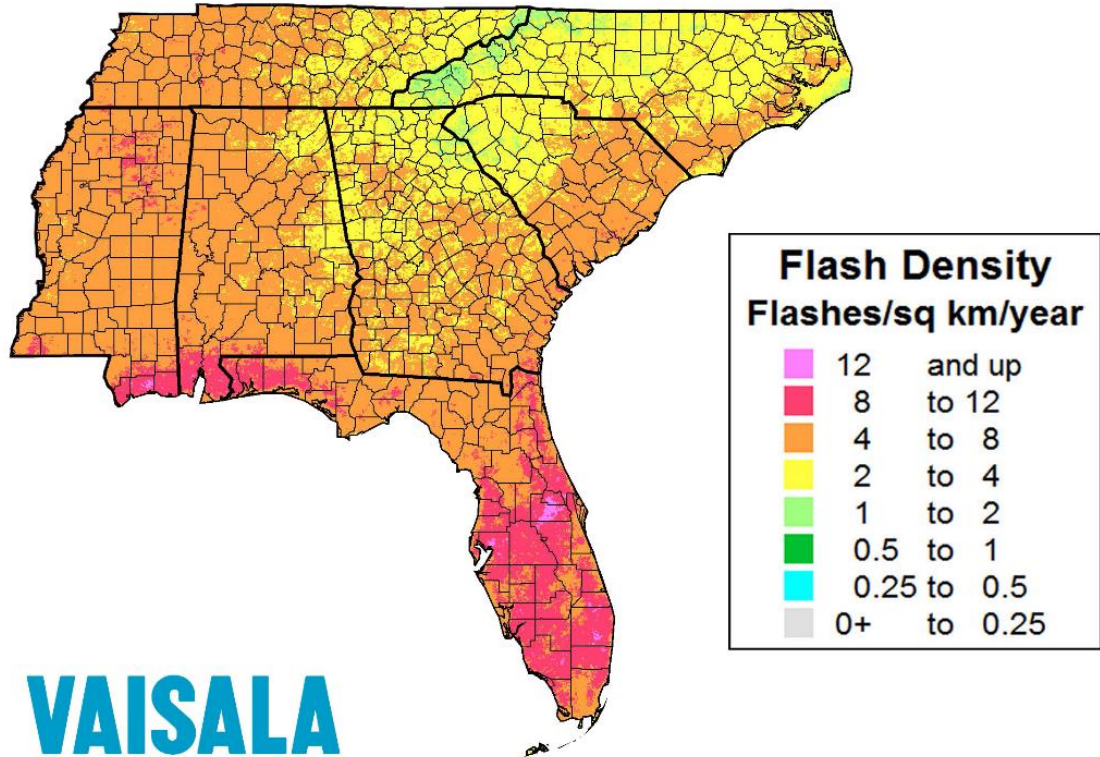 Flash Density
Flashes/sq km/year
12 and up
8 to 12
4 to 8
2 to 4
1 to 2
0.5 to 1
0.25 to 0.5
0+ to 0.25
VAISALA